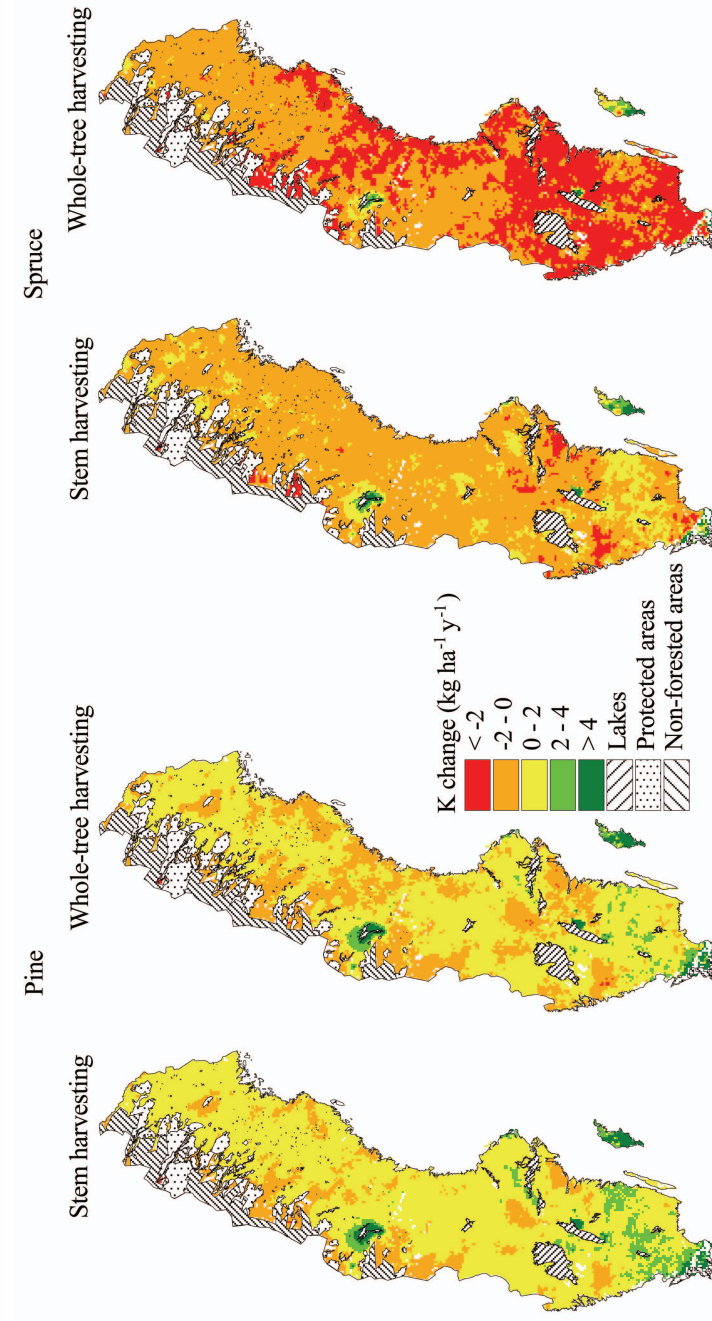 Pine
Spruce
Stem harvesting
Whole-tree harvesting
Stem harvesting
Whole-tree harvesting
K change (kg ha⁻¹ y⁻¹)
< -2
-2 - 0
0 - 2
2 - 4
> 4
Lakes
Protected areas
Non-forested areas